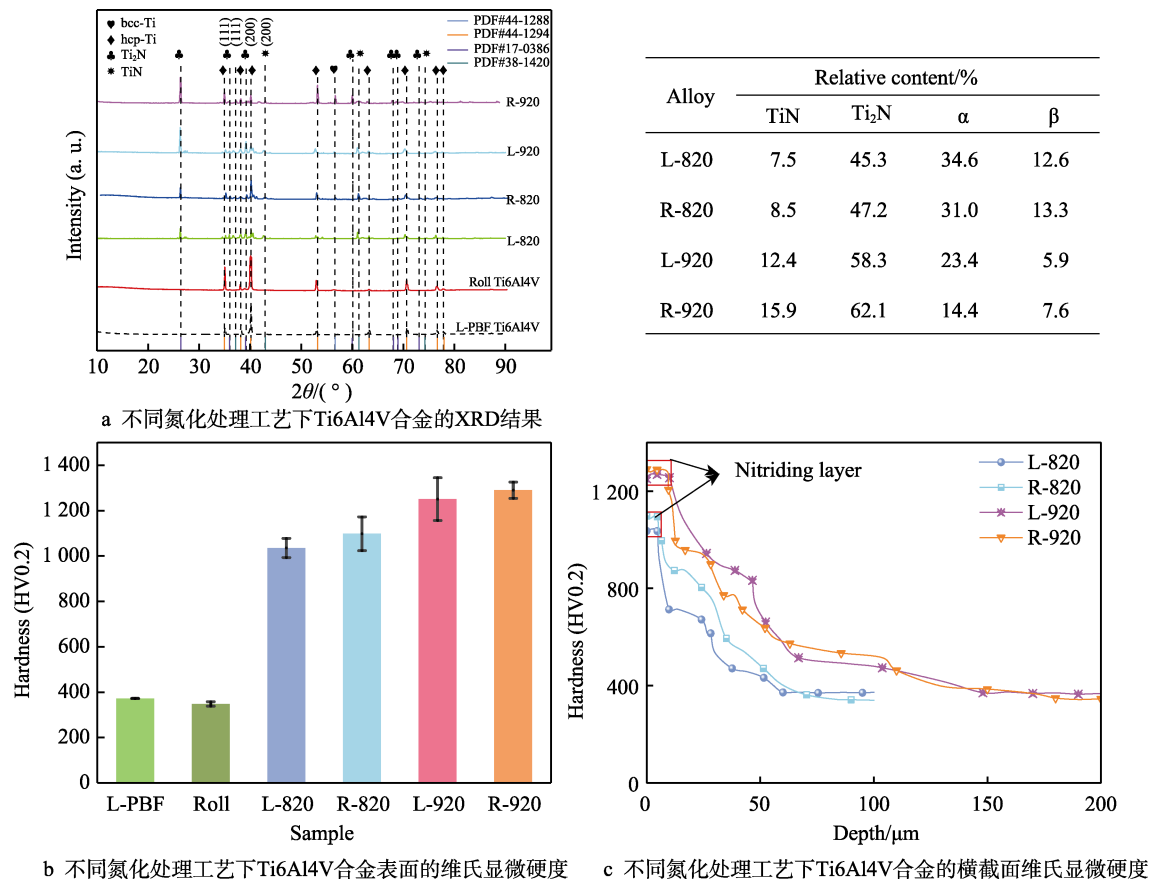 ♥ bcc-Ti
♦ hcp-Ti
♣ Ti₂N
✷ TiN
(111)
(111)
(200)
(200)
PDF#44-1288
PDF#44-1294
PDF#17-0386
PDF#38-1420
R-920
L-920
R-820
L-820
Roll Ti6Al4V
L-PBF Ti6Al4V
Intensity (a. u.)
10 20 30 40 50 60 70 80 90
2θ/( ° )
a 不同氮化处理工艺下Ti6Al4V合金的XRD结果
Alloy Relative content/%
TiN Ti₂N α β
L-820 7.5 45.3 34.6 12.6
R-820 8.5 47.2 31.0 13.3
L-920 12.4 58.3 23.4 5.9
R-920 15.9 62.1 14.4 7.6
Hardness (HV0.2)
1 400
1 200
1 000
800
600
400
200
0
L-PBF Roll L-820 R-820 L-920 R-920
Sample
b 不同氮化处理工艺下Ti6Al4V合金表面的维氏显微硬度
Hardness (HV0.2)
1 200
800
400
0
Nitriding layer
L-820
R-820
L-920
R-920
0 50 100 150 200
Depth/μm
c 不同氮化处理工艺下Ti6Al4V合金的横截面维氏显微硬度